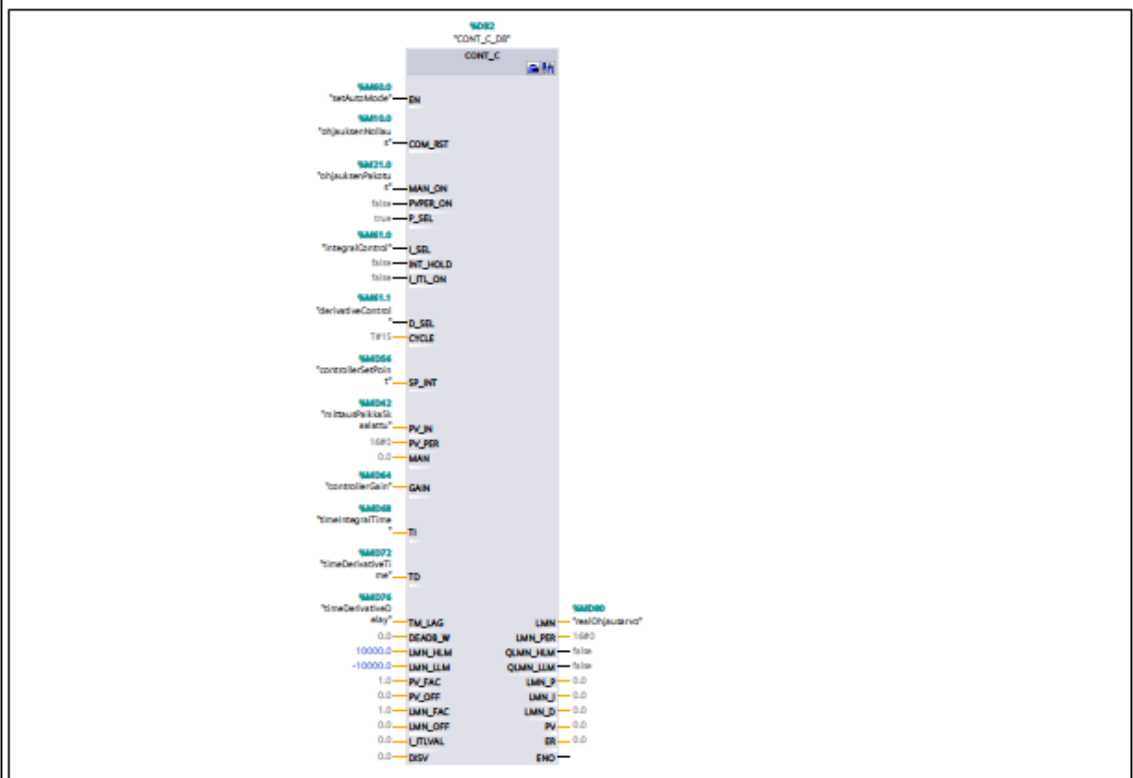 %DB2
"CONT_C_DB"
CONT_C
%M60.0
"setAutoMode"
EN
%M10.0
"ohjauksenNollau
s"
COM_RST
%M21.0
"ohjauksenPakotu
s"
MAN_ON
false
PVPER_ON
true
P_SEL
%M61.0
"integralControl"
I_SEL
false
INT_HOLD
false
I_ITL_ON
%M61.1
"derivativeControl
"
D_SEL
T#1S
CYCLE
%MD56
"controllerSetPoin
t"
SP_INT
%MD42
"mittausPaikkaSk
aalattu"
PV_IN
16#0
PV_PER
0.0
MAN
%MD64
"controllerGain"
GAIN
%MD68
"timeIntegralTime
"
TI
%MD72
"timeDerivativeTi
me"
TD
%MD76
"timeDerivativeD
elay"
TM_LAG
%MD80
LMN
"realOhjausarvo"
0.0
DEADB_W
LMN_PER
16#0
10000.0
LMN_HLM
QLMN_HLM
false
-10000.0
LMN_LLM
QLMN_LLM
false
1.0
PV_FAC
LMN_P
0.0
0.0
PV_OFF
LMN_I
0.0
1.0
LMN_FAC
LMN_D
0.0
0.0
LMN_OFF
PV
0.0
0.0
I_ITLVAL
ER
0.0
0.0
DISV
ENO